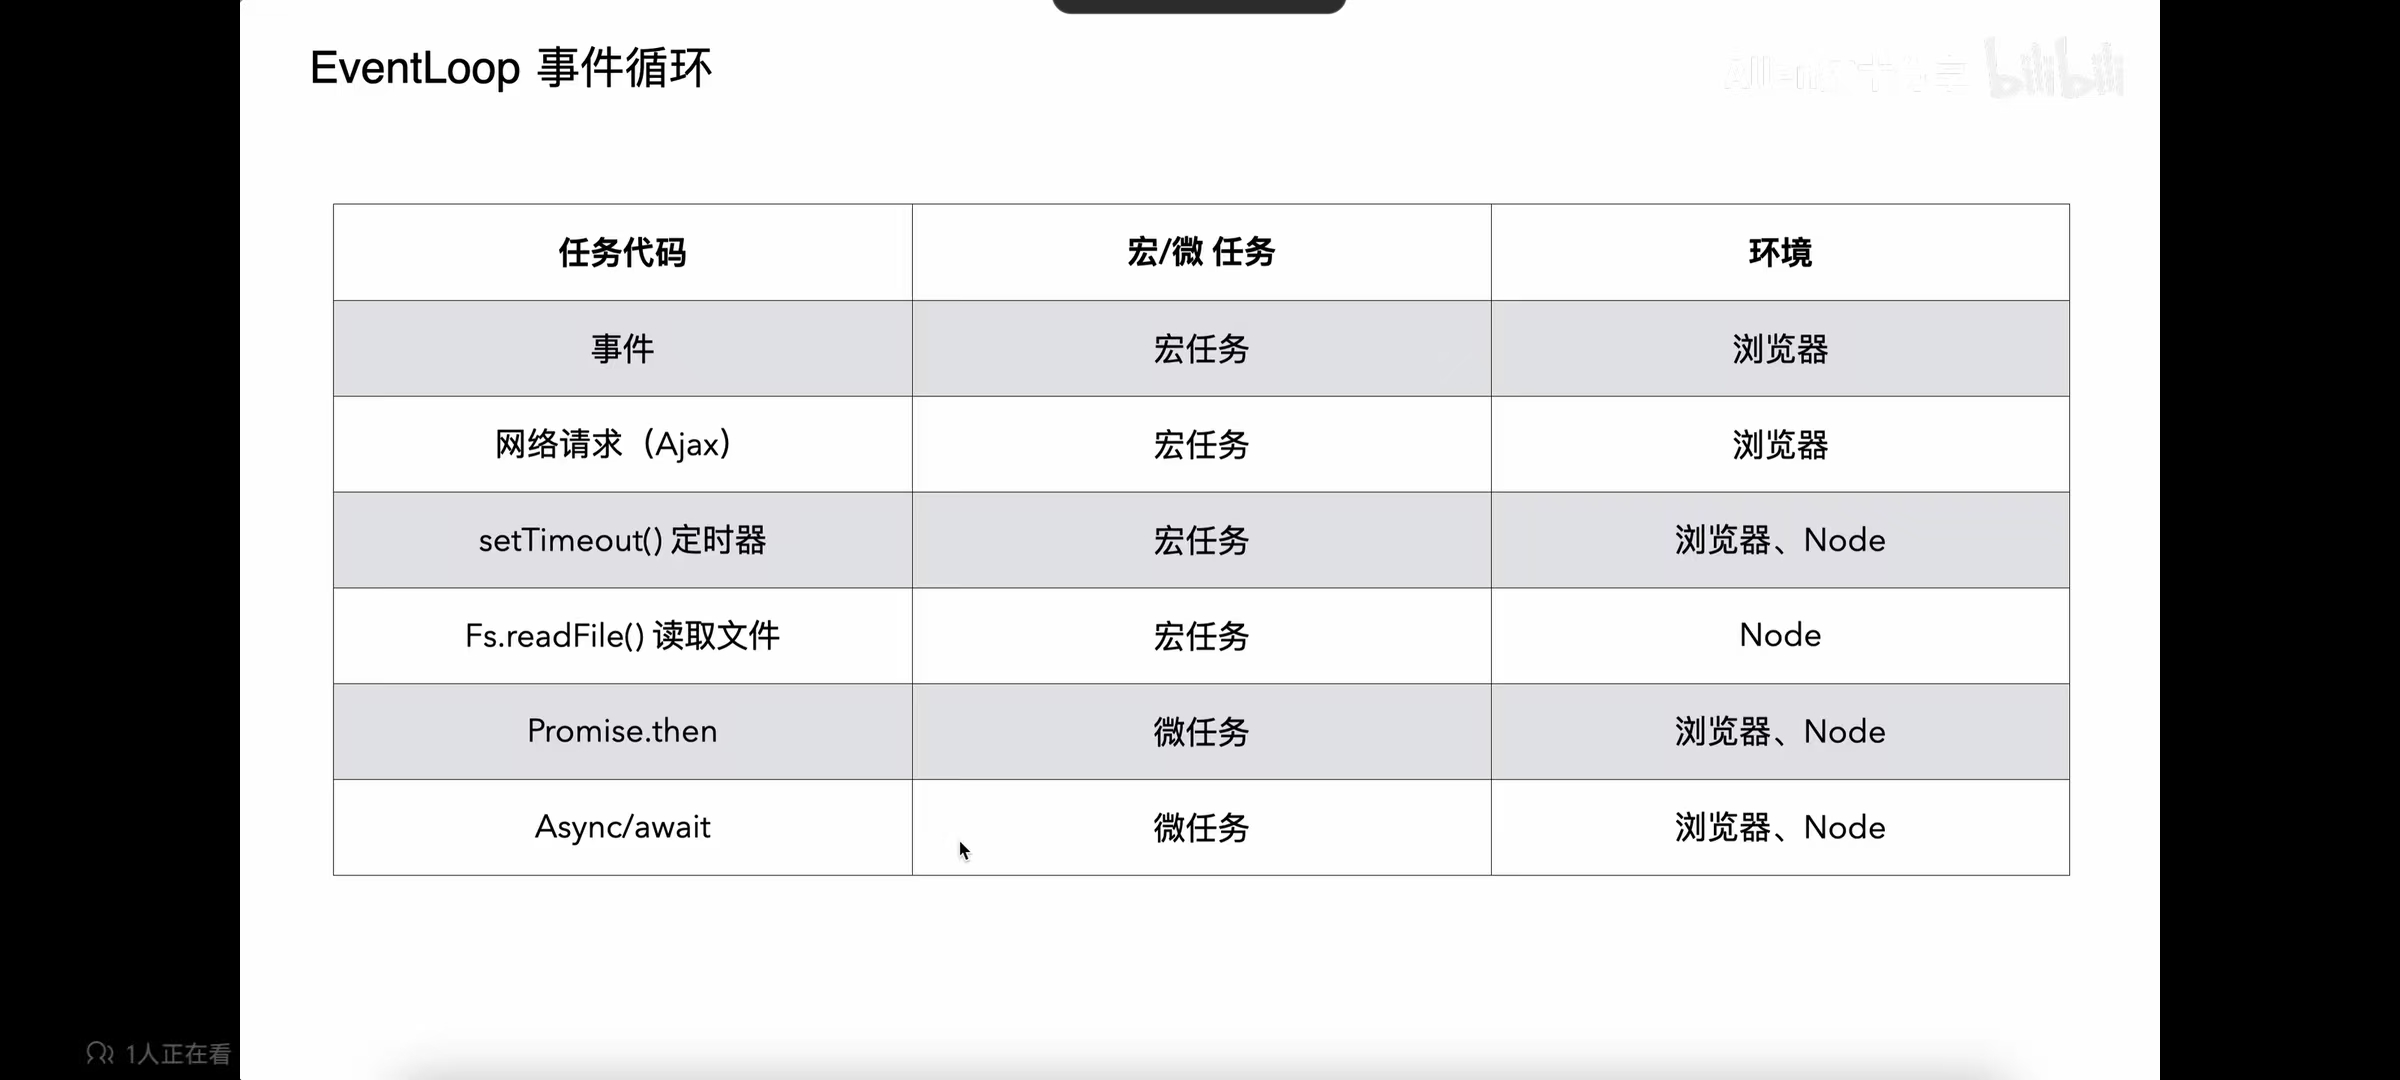 EventLoop 事件循环
bilibili
任务代码 宏/微 任务 环境
事件 宏任务 浏览器
网络请求（Ajax） 宏任务 浏览器
setTimeout() 定时器 宏任务 浏览器、Node
Fs.readFile() 读取文件 宏任务 Node
Promise.then 微任务 浏览器、Node
Async/await 微任务 浏览器、Node
1人正在看